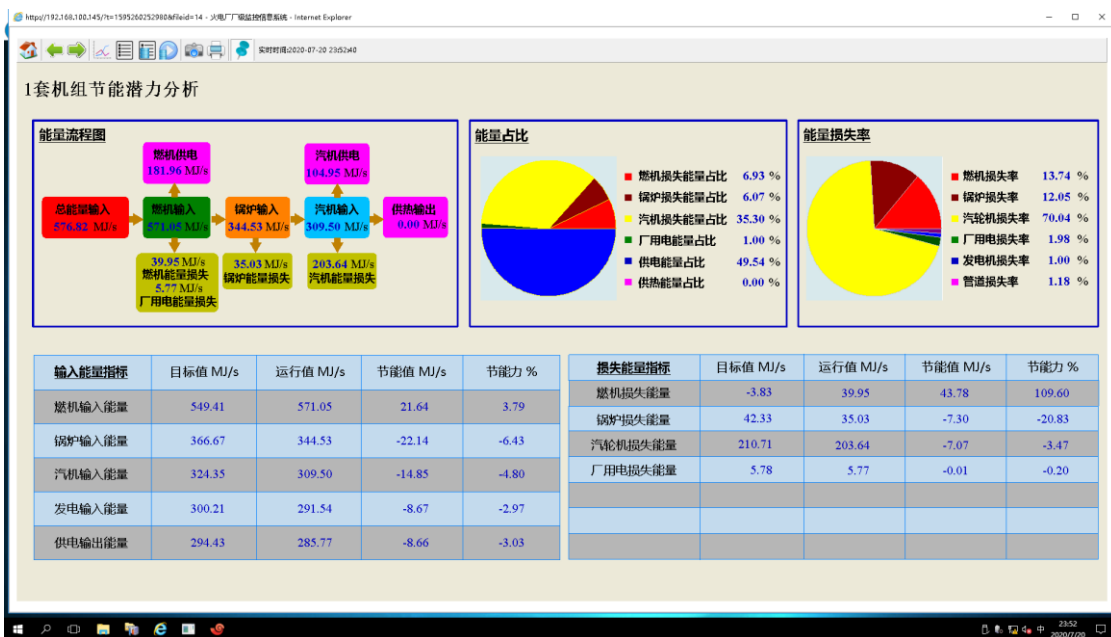 http://192.168.100.145/?t=1595260252980&fileid=14 - 火电厂厂级监控信息系统 - Internet Explorer
实时时间:2020-07-20 23:52:40
1套机组节能潜力分析
能量流程图
燃机供电
181.96 MJ/s
汽机供电
104.95 MJ/s
总能量输入
576.82 MJ/s
燃机输入
571.05 MJ/s
锅炉输入
344.53 MJ/s
汽机输入
309.50 MJ/s
供热输出
0.00 MJ/s
39.95 MJ/s
燃机能量损失
5.77 MJ/s
厂用电能量损失
35.03 MJ/s
锅炉能量损失
203.64 MJ/s
汽机能量损失
能量占比
燃机损失能量占比 6.93 %
锅炉损失能量占比 6.07 %
汽机损失能量占比 35.30 %
厂用电能量占比 1.00 %
供电能量占比 49.54 %
供热能量占比 0.00 %
能量损失率
燃机损失率 13.74 %
锅炉损失率 12.05 %
汽轮机损失率 70.04 %
厂用电损失率 1.98 %
发电机损失率 1.00 %
管道损失率 1.18 %
输入能量指标 目标值 MJ/s 运行值 MJ/s 节能值 MJ/s 节能力 %
燃机输入能量 549.41 571.05 21.64 3.79
锅炉输入能量 366.67 344.53 -22.14 -6.43
汽机输入能量 324.35 309.50 -14.85 -4.80
发电输入能量 300.21 291.54 -8.67 -2.97
供电输出能量 294.43 285.77 -8.66 -3.03
损失能量指标 目标值 MJ/s 运行值 MJ/s 节能值 MJ/s 节能力 %
燃机损失能量 -3.83 39.95 43.78 109.60
锅炉损失能量 42.33 35.03 -7.30 -20.83
汽轮机损失能量 210.71 203.64 -7.07 -3.47
厂用电损失能量 5.78 5.77 -0.01 -0.20
中
23:52
2020/7/20